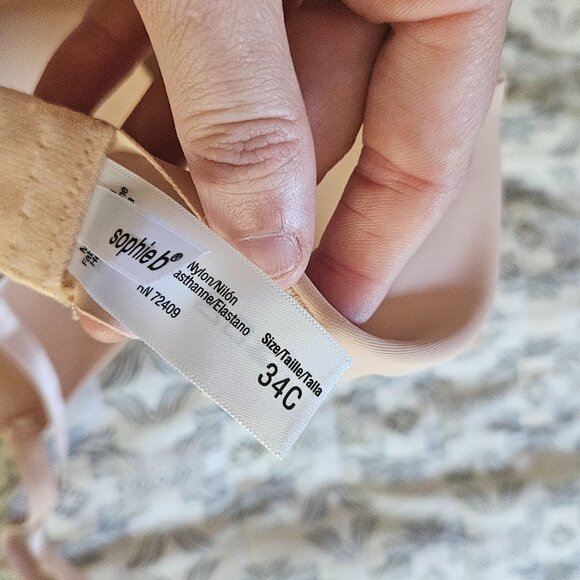 sophie b®
Nylon/Nilón
asthanne/Elastano
RN 72409
Size/Taille/Talla
34C